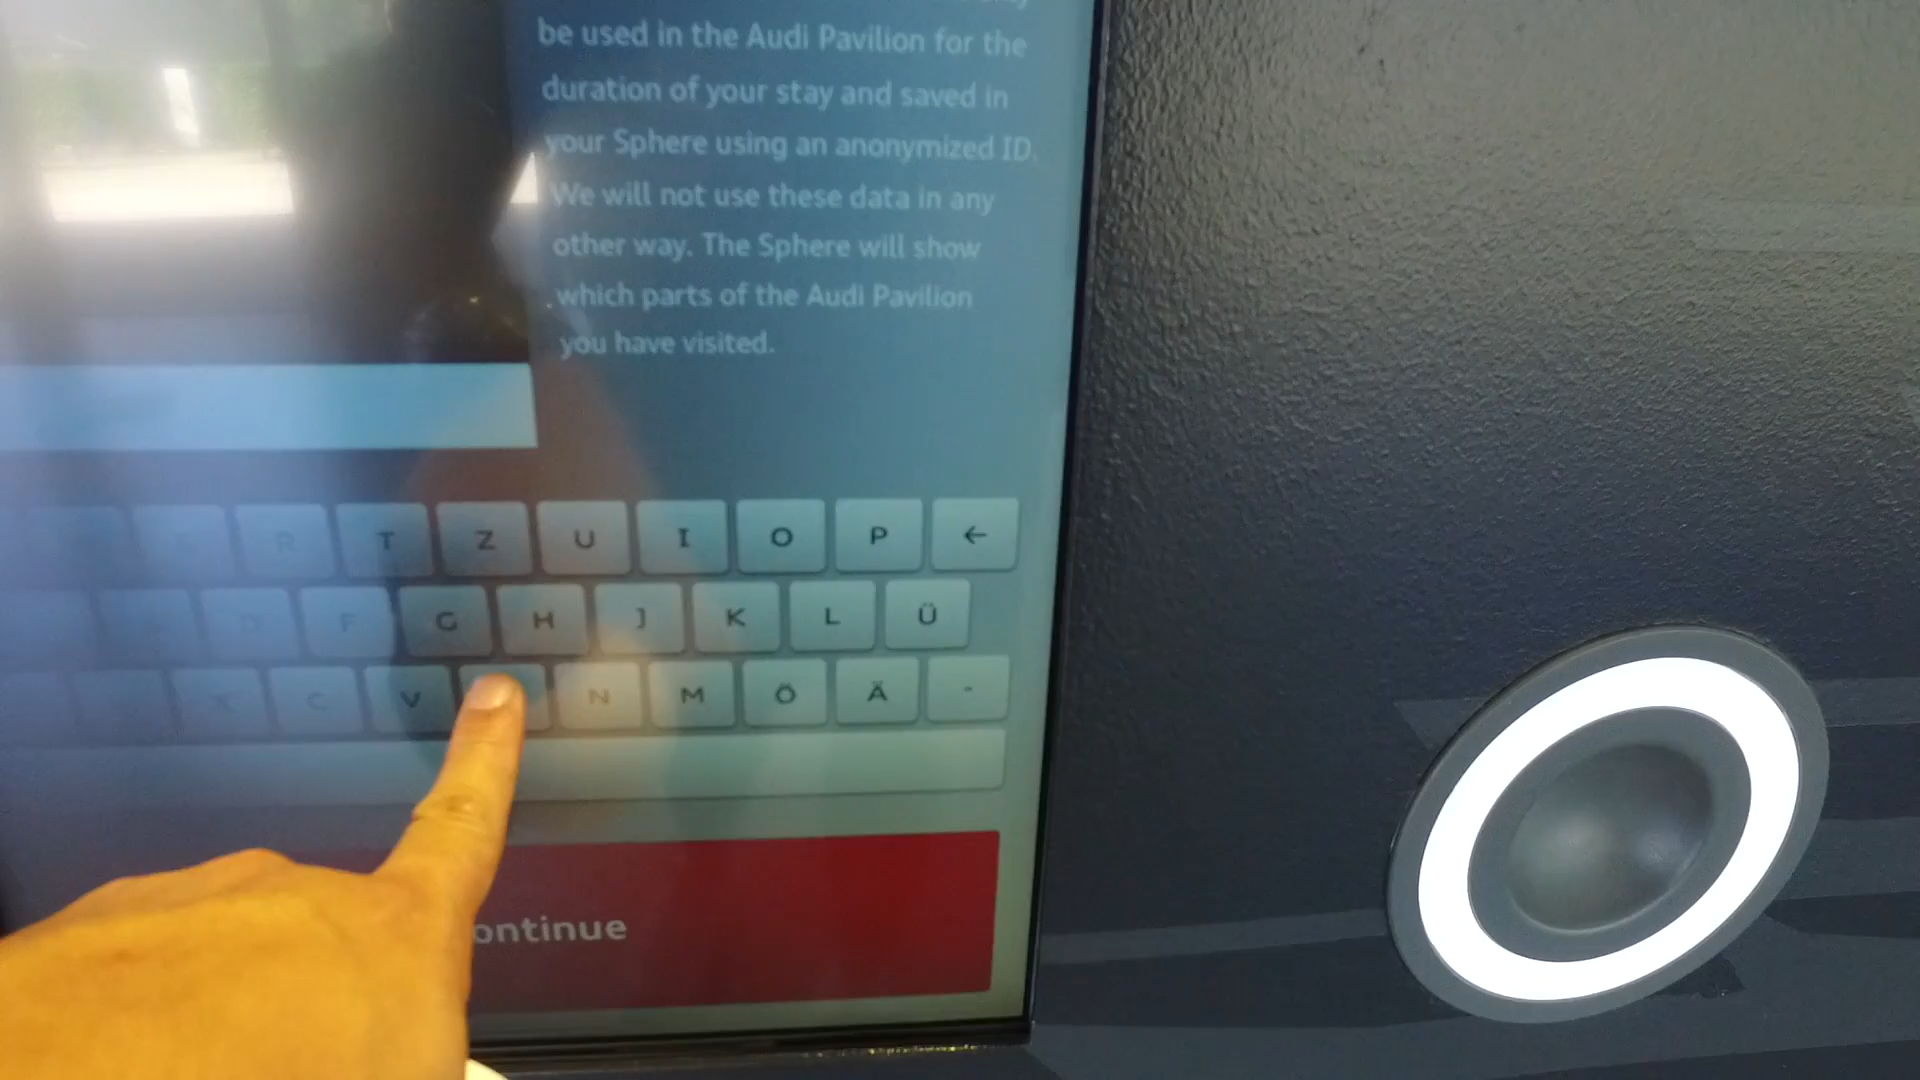 be used in the Audi Pavilion for the
duration of your stay and saved in
your Sphere using an anonymized ID.
We will not use these data in any
other way. The Sphere will show
which parts of the Audi Pavilion
you have visited.
R T Z U I O P ←
D F G H J K L Ü
X C V N M Ö Ä -
ontinue